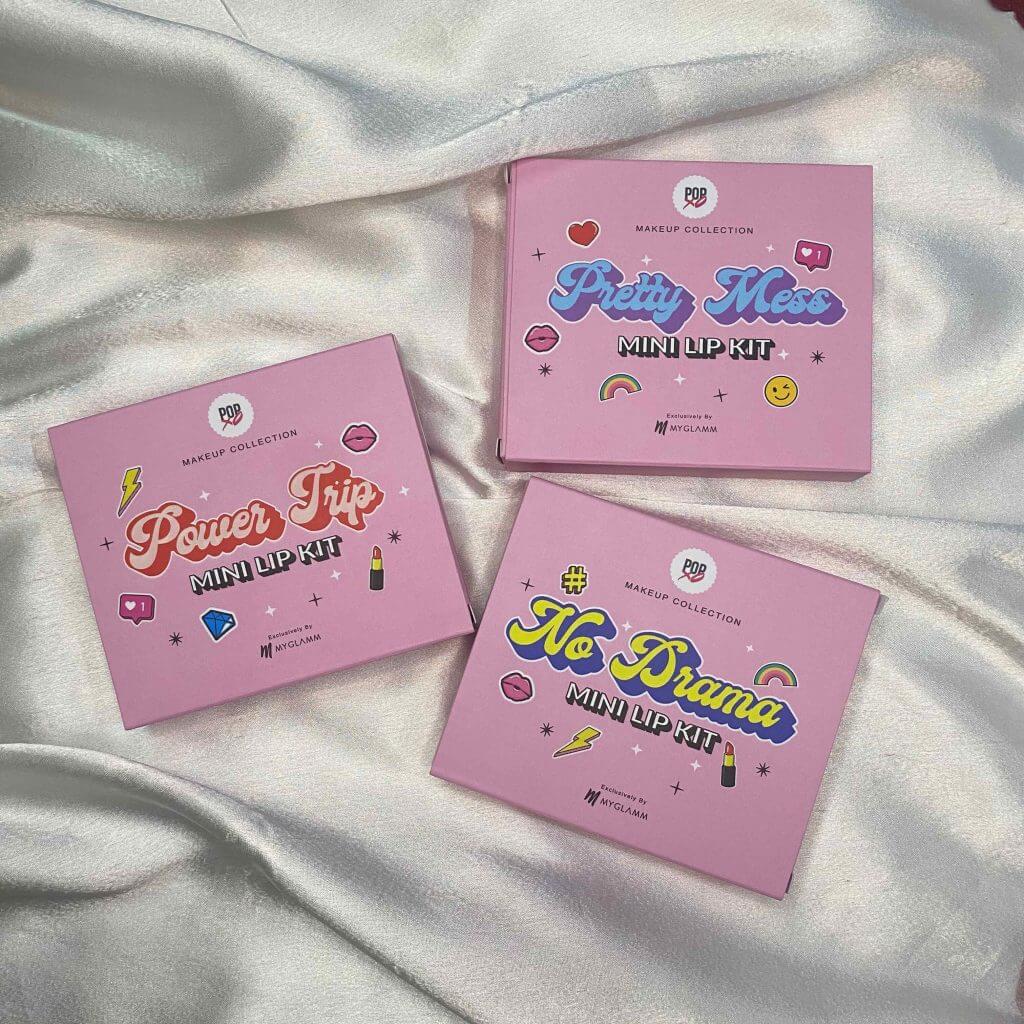 POP
XO
MAKEUP COLLECTION
1
Pretty Mess
MINI LIP KIT
Exclusively By
MYGLAMM
POP
XO
MAKEUP COLLECTION
Power Trip
MINI LIP KIT
1
Exclusively By
MYGLAMM
POP
XO
MAKEUP COLLECTION
#
No Drama
MINI LIP KIT
Exclusively By
MYGLAMM